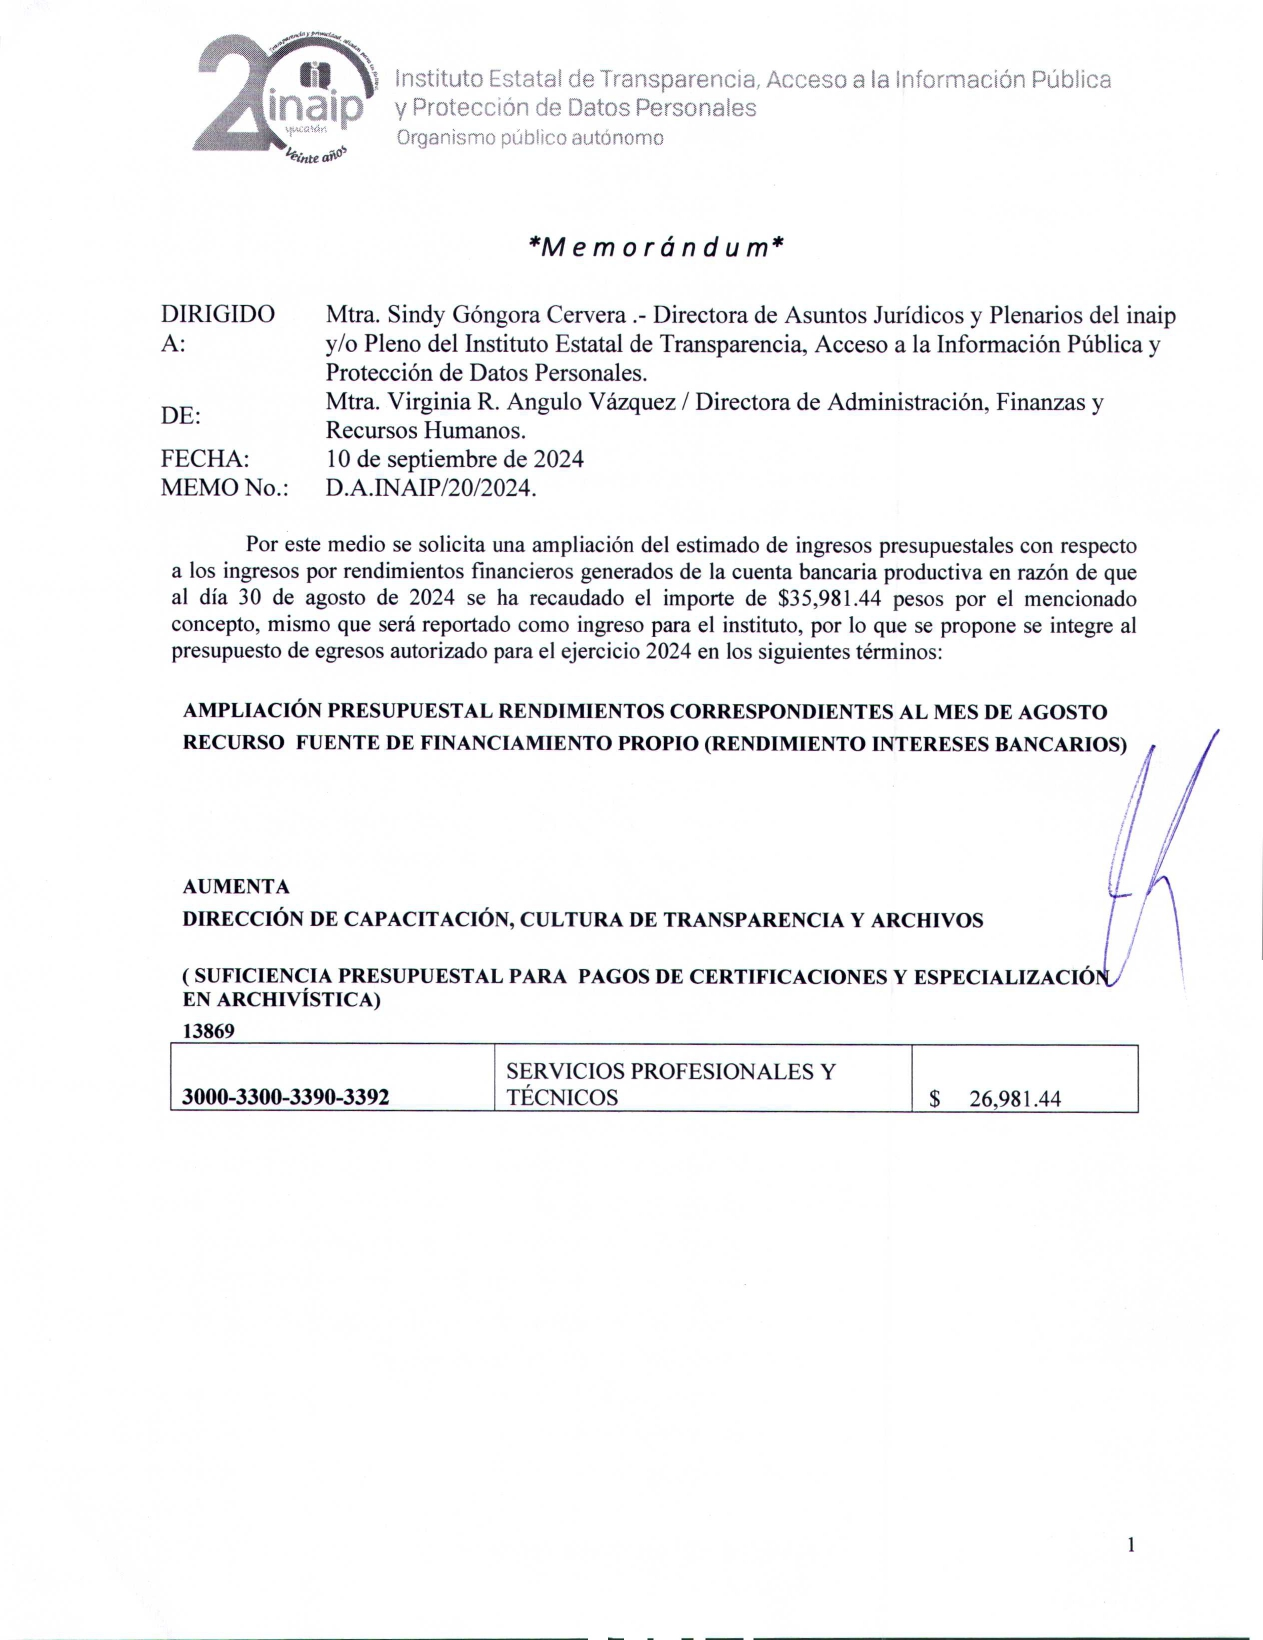 inaip
yucatán
Veinte años
Instituto Estatal de Transparencia, Acceso a la Información Pública
y Protección de Datos Personales
Organismo público autónomo
*Memorándum*
DIRIGIDO A: Mtra. Sindy Góngora Cervera .- Directora de Asuntos Jurídicos y Plenarios del inaip
y/o Pleno del Instituto Estatal de Transparencia, Acceso a la Información Pública y
Protección de Datos Personales.
DE: Mtra. Virginia R. Angulo Vázquez / Directora de Administración, Finanzas y
Recursos Humanos.
FECHA: 10 de septiembre de 2024
MEMO No.: D.A.INAIP/20/2024.
Por este medio se solicita una ampliación del estimado de ingresos presupuestales con respecto
a los ingresos por rendimientos financieros generados de la cuenta bancaria productiva en razón de que
al día 30 de agosto de 2024 se ha recaudado el importe de $35,981.44 pesos por el mencionado
concepto, mismo que será reportado como ingreso para el instituto, por lo que se propone se integre al
presupuesto de egresos autorizado para el ejercicio 2024 en los siguientes términos:
AMPLIACIÓN PRESUPUESTAL RENDIMIENTOS CORRESPONDIENTES AL MES DE AGOSTO
RECURSO FUENTE DE FINANCIAMIENTO PROPIO (RENDIMIENTO INTERESES BANCARIOS)
AUMENTA
DIRECCIÓN DE CAPACITACIÓN, CULTURA DE TRANSPARENCIA Y ARCHIVOS
( SUFICIENCIA PRESUPUESTAL PARA PAGOS DE CERTIFICACIONES Y ESPECIALIZACIÓN
EN ARCHIVÍSTICA)
13869
SERVICIOS PROFESIONALES Y
3000-3300-3390-3392 TÉCNICOS $ 26,981.44
1